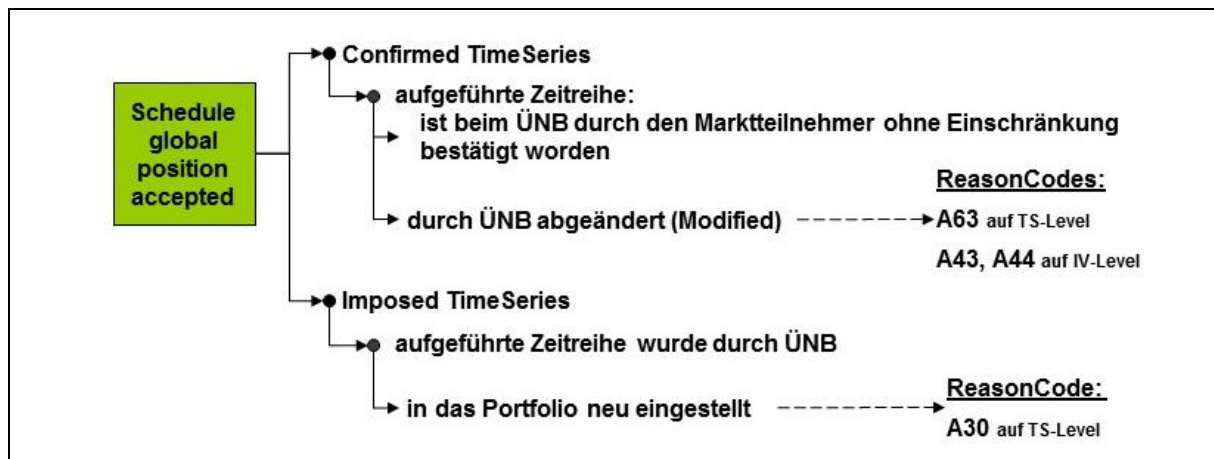 Schedule
global
position
accepted
Confirmed TimeSeries
aufgeführte Zeitreihe:
ist beim ÜNB durch den Marktteilnehmer ohne Einschränkung
bestätigt worden
durch ÜNB abgeändert (Modified)
ReasonCodes:
A63 auf TS-Level
A43, A44 auf IV-Level
Imposed TimeSeries
aufgeführte Zeitreihe wurde durch ÜNB
in das Portfolio neu eingestellt
ReasonCode:
A30 auf TS-Level